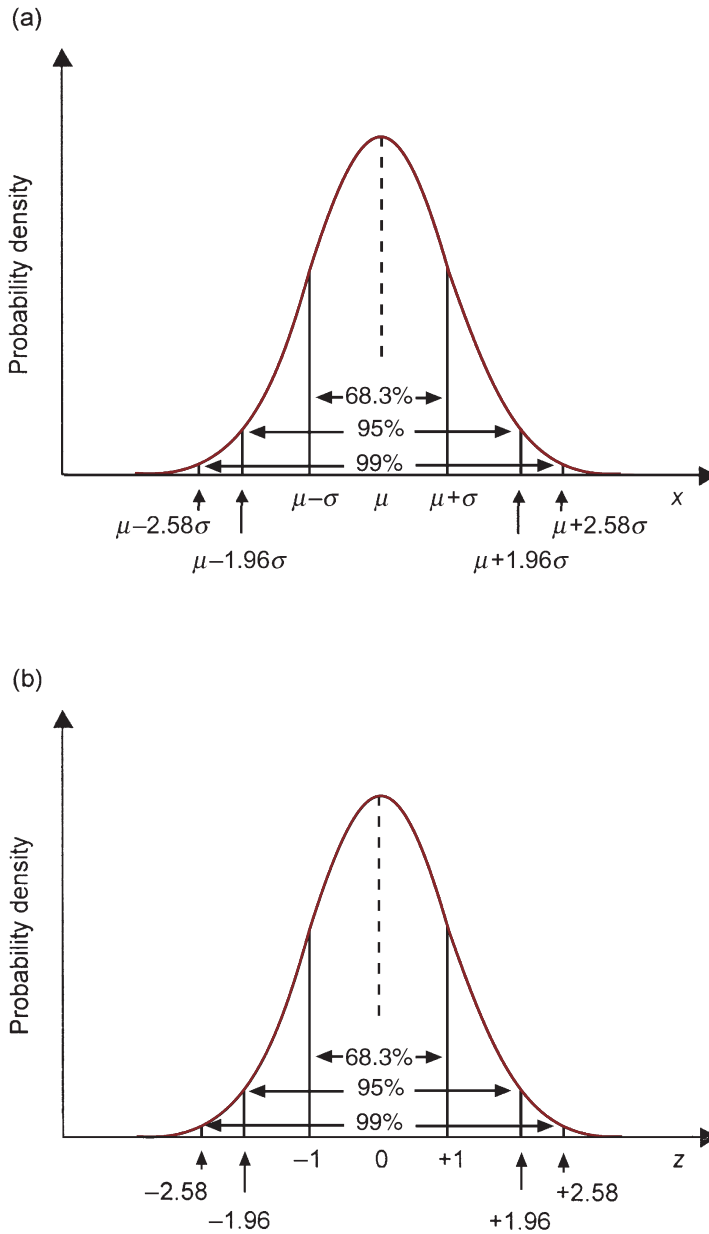 (a)
Probability density
68.3%
95%
99%
μ−σ μ μ+σ x
μ−2.58σ μ+2.58σ
μ−1.96σ μ+1.96σ
(b)
Probability density
68.3%
95%
99%
−1 0 +1 z
−2.58 +2.58
−1.96 +1.96